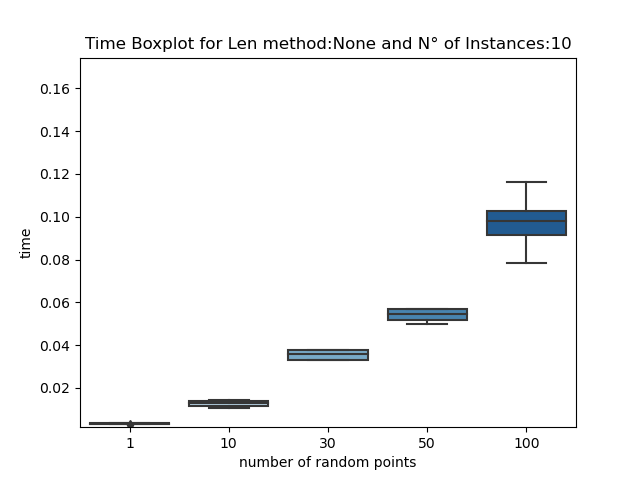 Time Boxplot for Len method:None and N° of Instances:10
0.16
0.14
0.12
0.10
0.08
0.06
0.04
0.02
time
1 10 30 50 100
number of random points